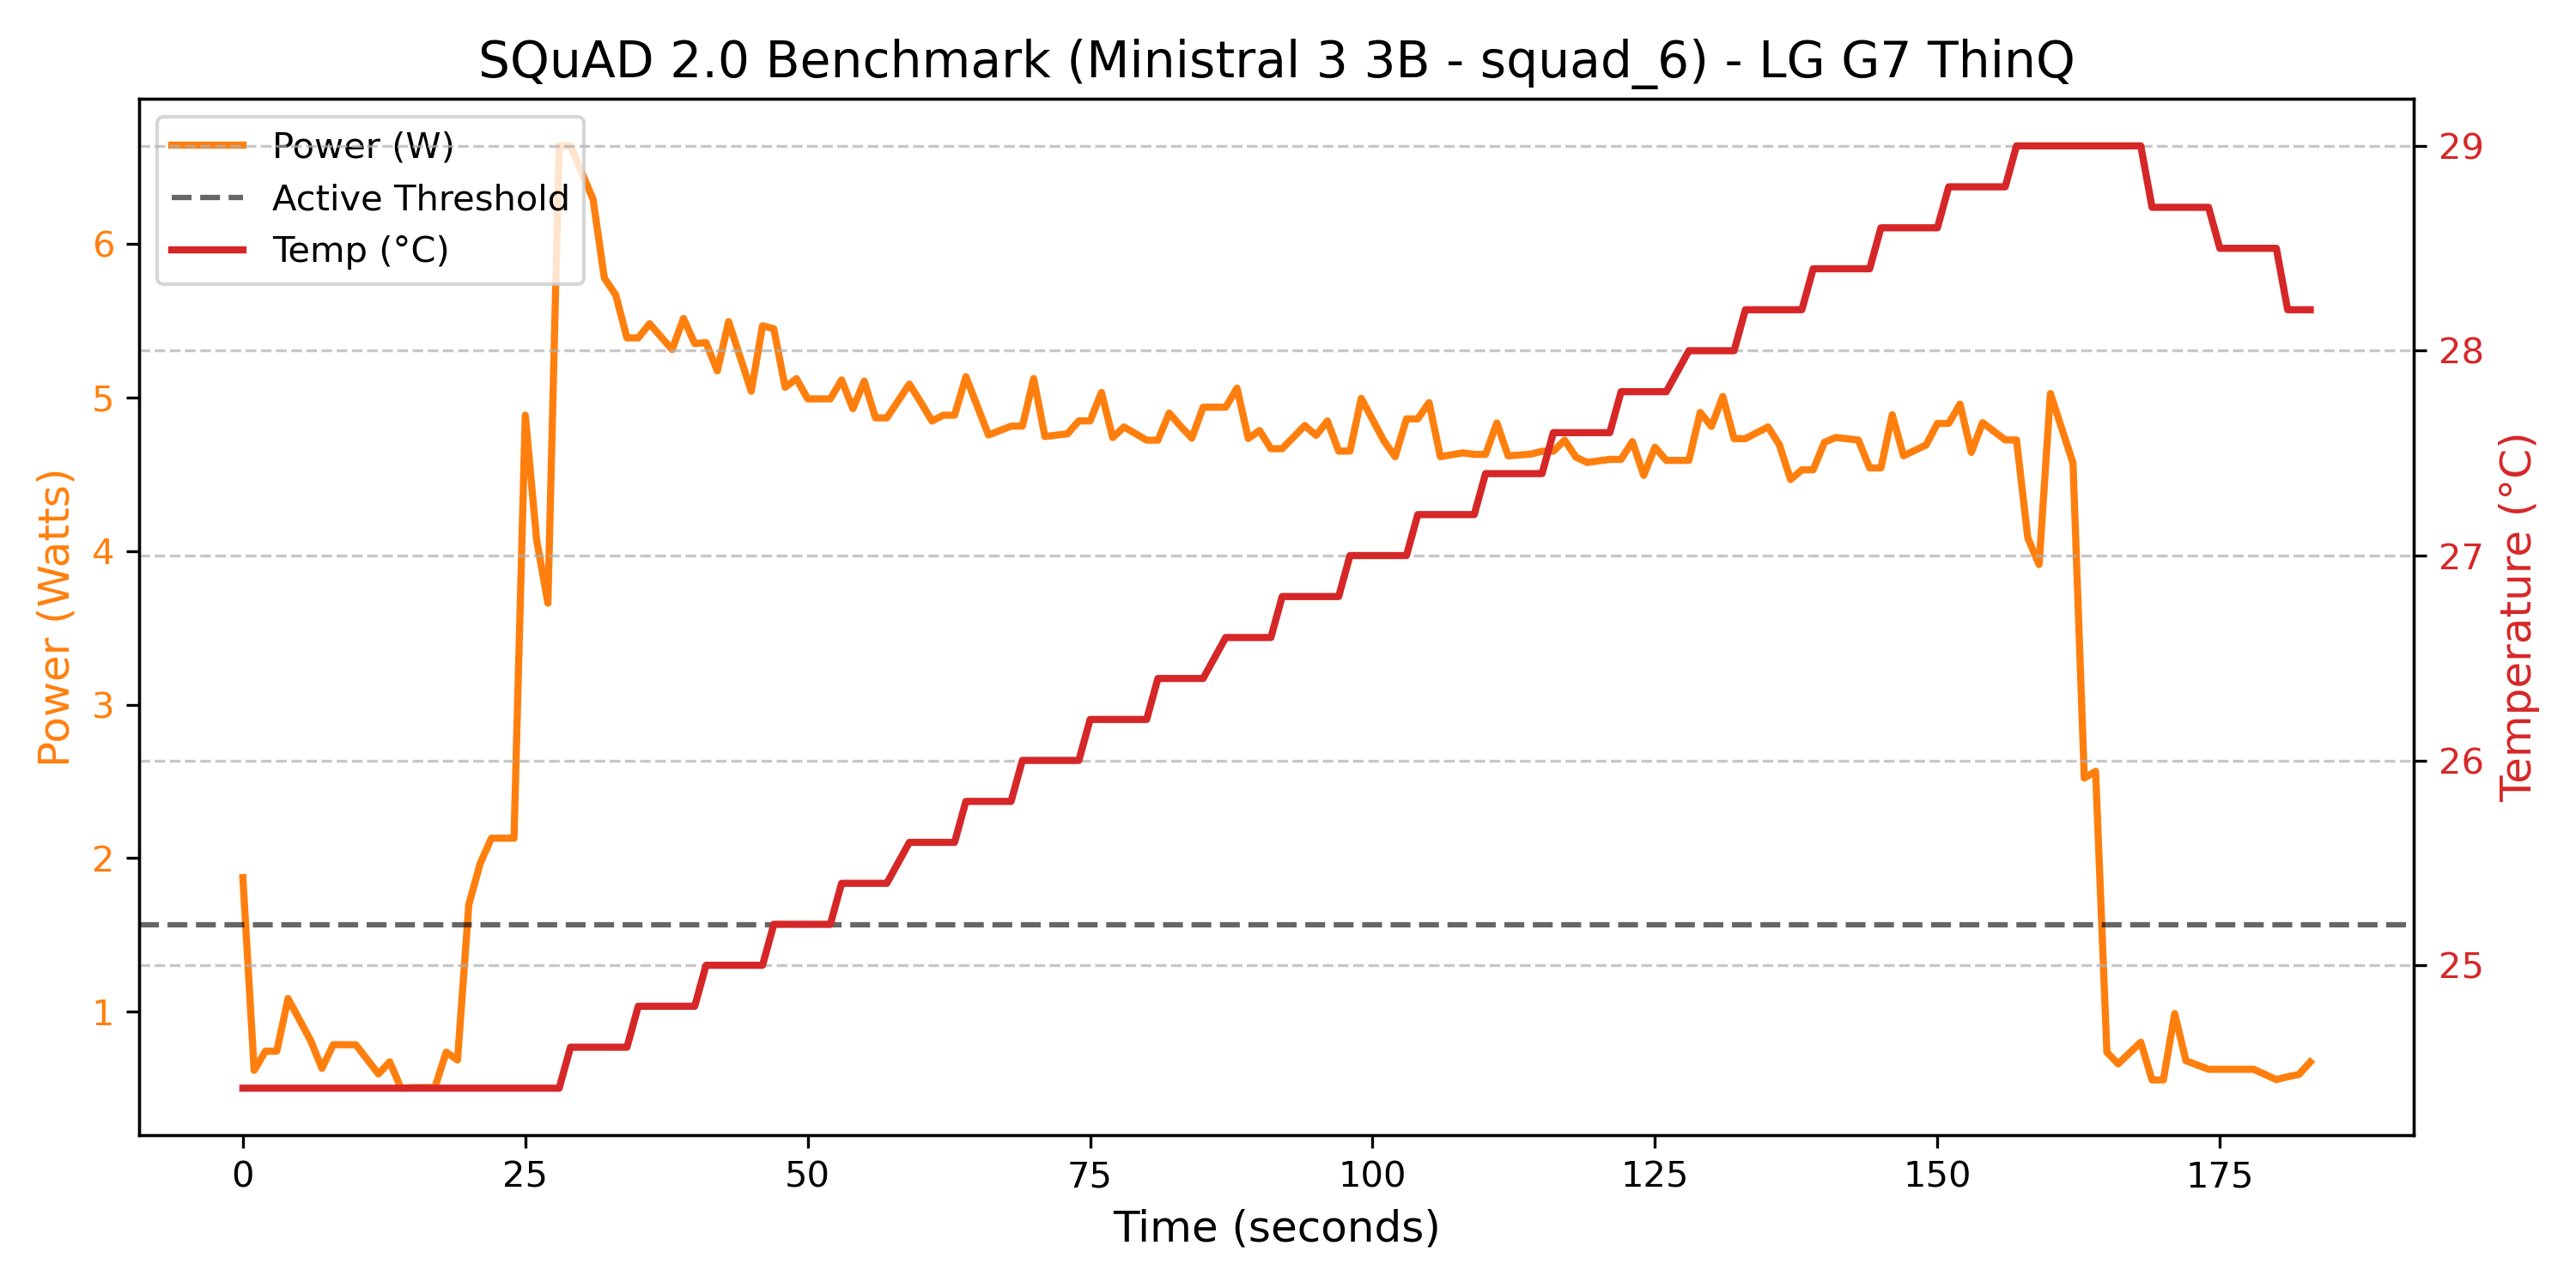 SQuAD 2.0 Benchmark (Ministral 3 3B - squad_6) - LG G7 ThinQ
Power (W)
Active Threshold
Temp (°C)
Power (Watts)
6
5
4
3
2
1
29
28
27
26
25
Temperature (°C)
0 25 50 75 100 125 150 175
Time (seconds)